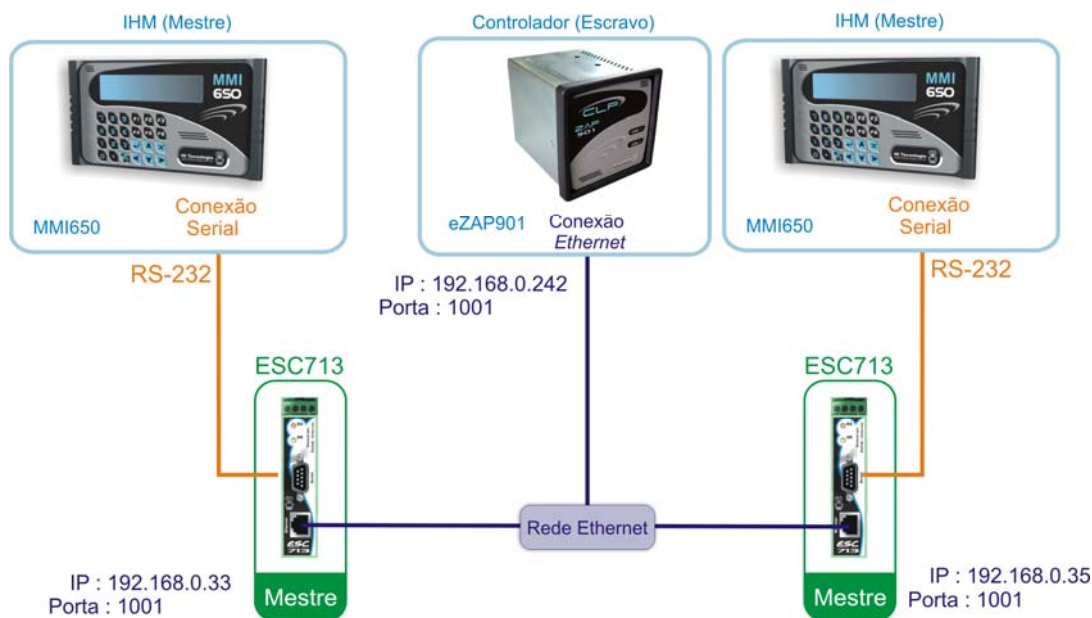 IHM (Mestre)
Controlador (Escravo)
IHM (Mestre)
MMI
650
CLP
ZAP
901
MMI
650
Conexão
Serial
MMI650
eZAP901
Conexão
Ethernet
Conexão
Serial
MMI650
RS-232
IP : 192.168.0.242
Porta : 1001
RS-232
ESC713
ESC713
Rede Ethernet
ESC
713
ESC
713
IP : 192.168.0.33
Porta : 1001
Mestre
Mestre
IP : 192.168.0.35
Porta : 1001